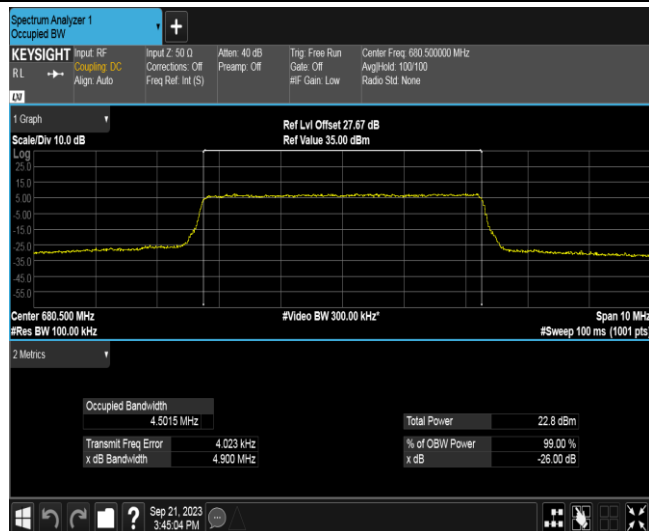 Spectrum Analyzer 1
Occupied BW
+
KEYSIGHT Input: RF Input Z: 50 Ω Atten: 40 dB Trig: Free Run Center Freq: 680.500000 MHz
RL Coupling: DC Corrections: Off Preamp: Off Gate: Off Avg|Hold: 100/100
Align: Auto Freq Ref: Int (S) #IF Gain: Low Radio Std: None
1 Graph
Ref Lvl Offset 27.67 dB
Scale/Div 10.0 dB Ref Value 35.00 dBm
Log
25.0
15.0
5.00
-5.00
-15.0
-25.0
-35.0
-45.0
-55.0
Center 680.500 MHz #Video BW 300.00 kHz* Span 10 MHz
#Res BW 100.00 kHz #Sweep 100 ms (1001 pts)
2 Metrics
Occupied Bandwidth
4.5015 MHz Total Power 22.8 dBm
Transmit Freq Error 4.023 kHz % of OBW Power 99.00 %
x dB Bandwidth 4.900 MHz x dB -26.00 dB
? Sep 21, 2023
3:45:04 PM